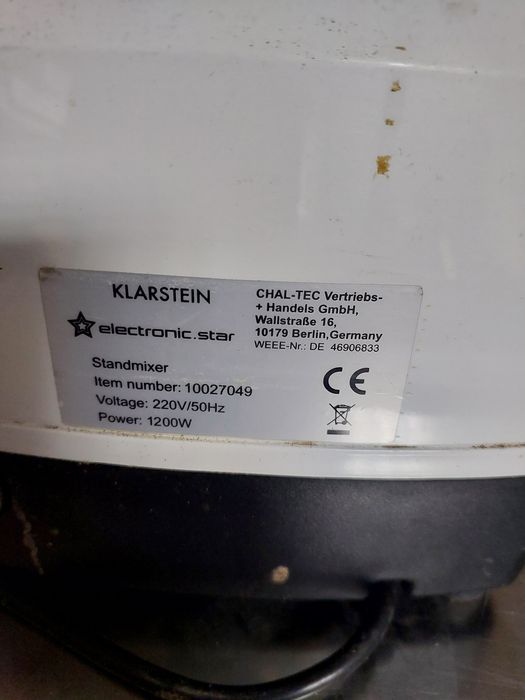 KLARSTEIN
electronic.star
Standmixer
Item number: 10027049
Voltage: 220V/50Hz
Power: 1200W
CHAL-TEC Vertriebs-
+ Handels GmbH,
Wallstraße 16,
10179 Berlin,Germany
WEEE-Nr.: DE 46906833
CE